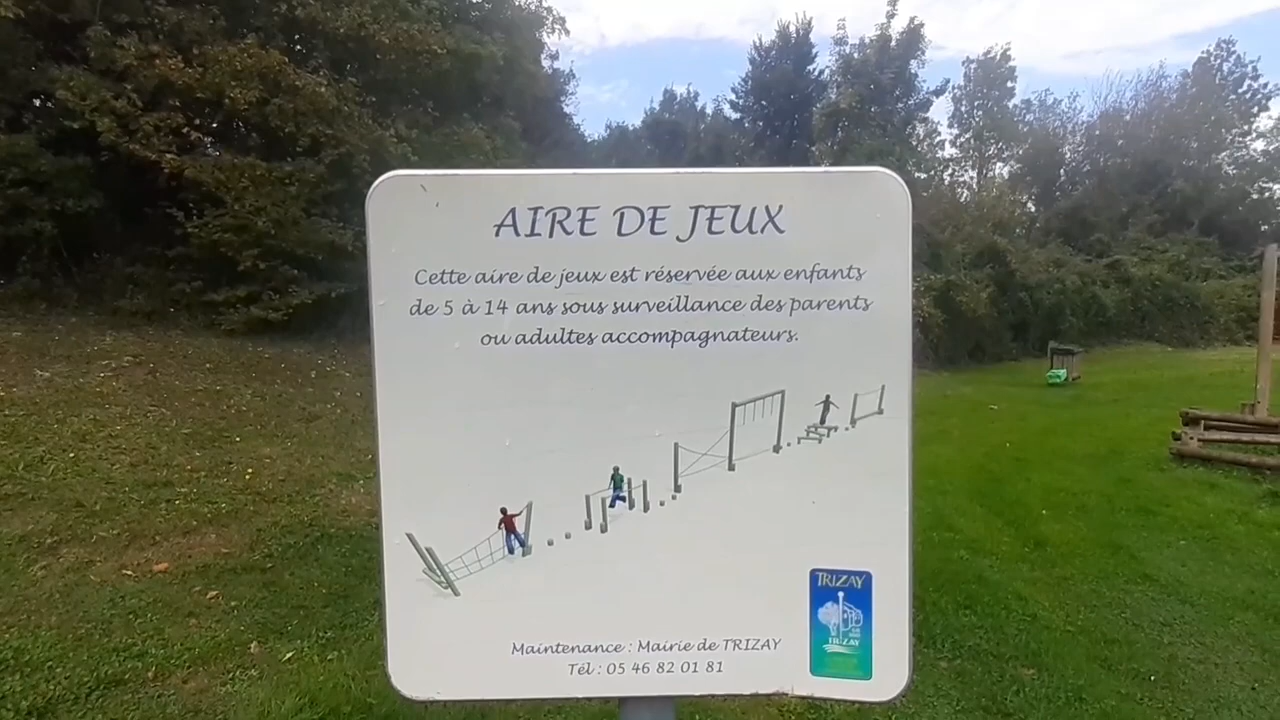 AIRE DE JEUX
Cette aire de jeux est réservée aux enfants
de 5 à 14 ans sous surveillance des parents
ou adultes accompagnateurs.
TRIZAY
TRIZAY
Maintenance : Mairie de TRIZAY
Tél : 05 46 82 01 81